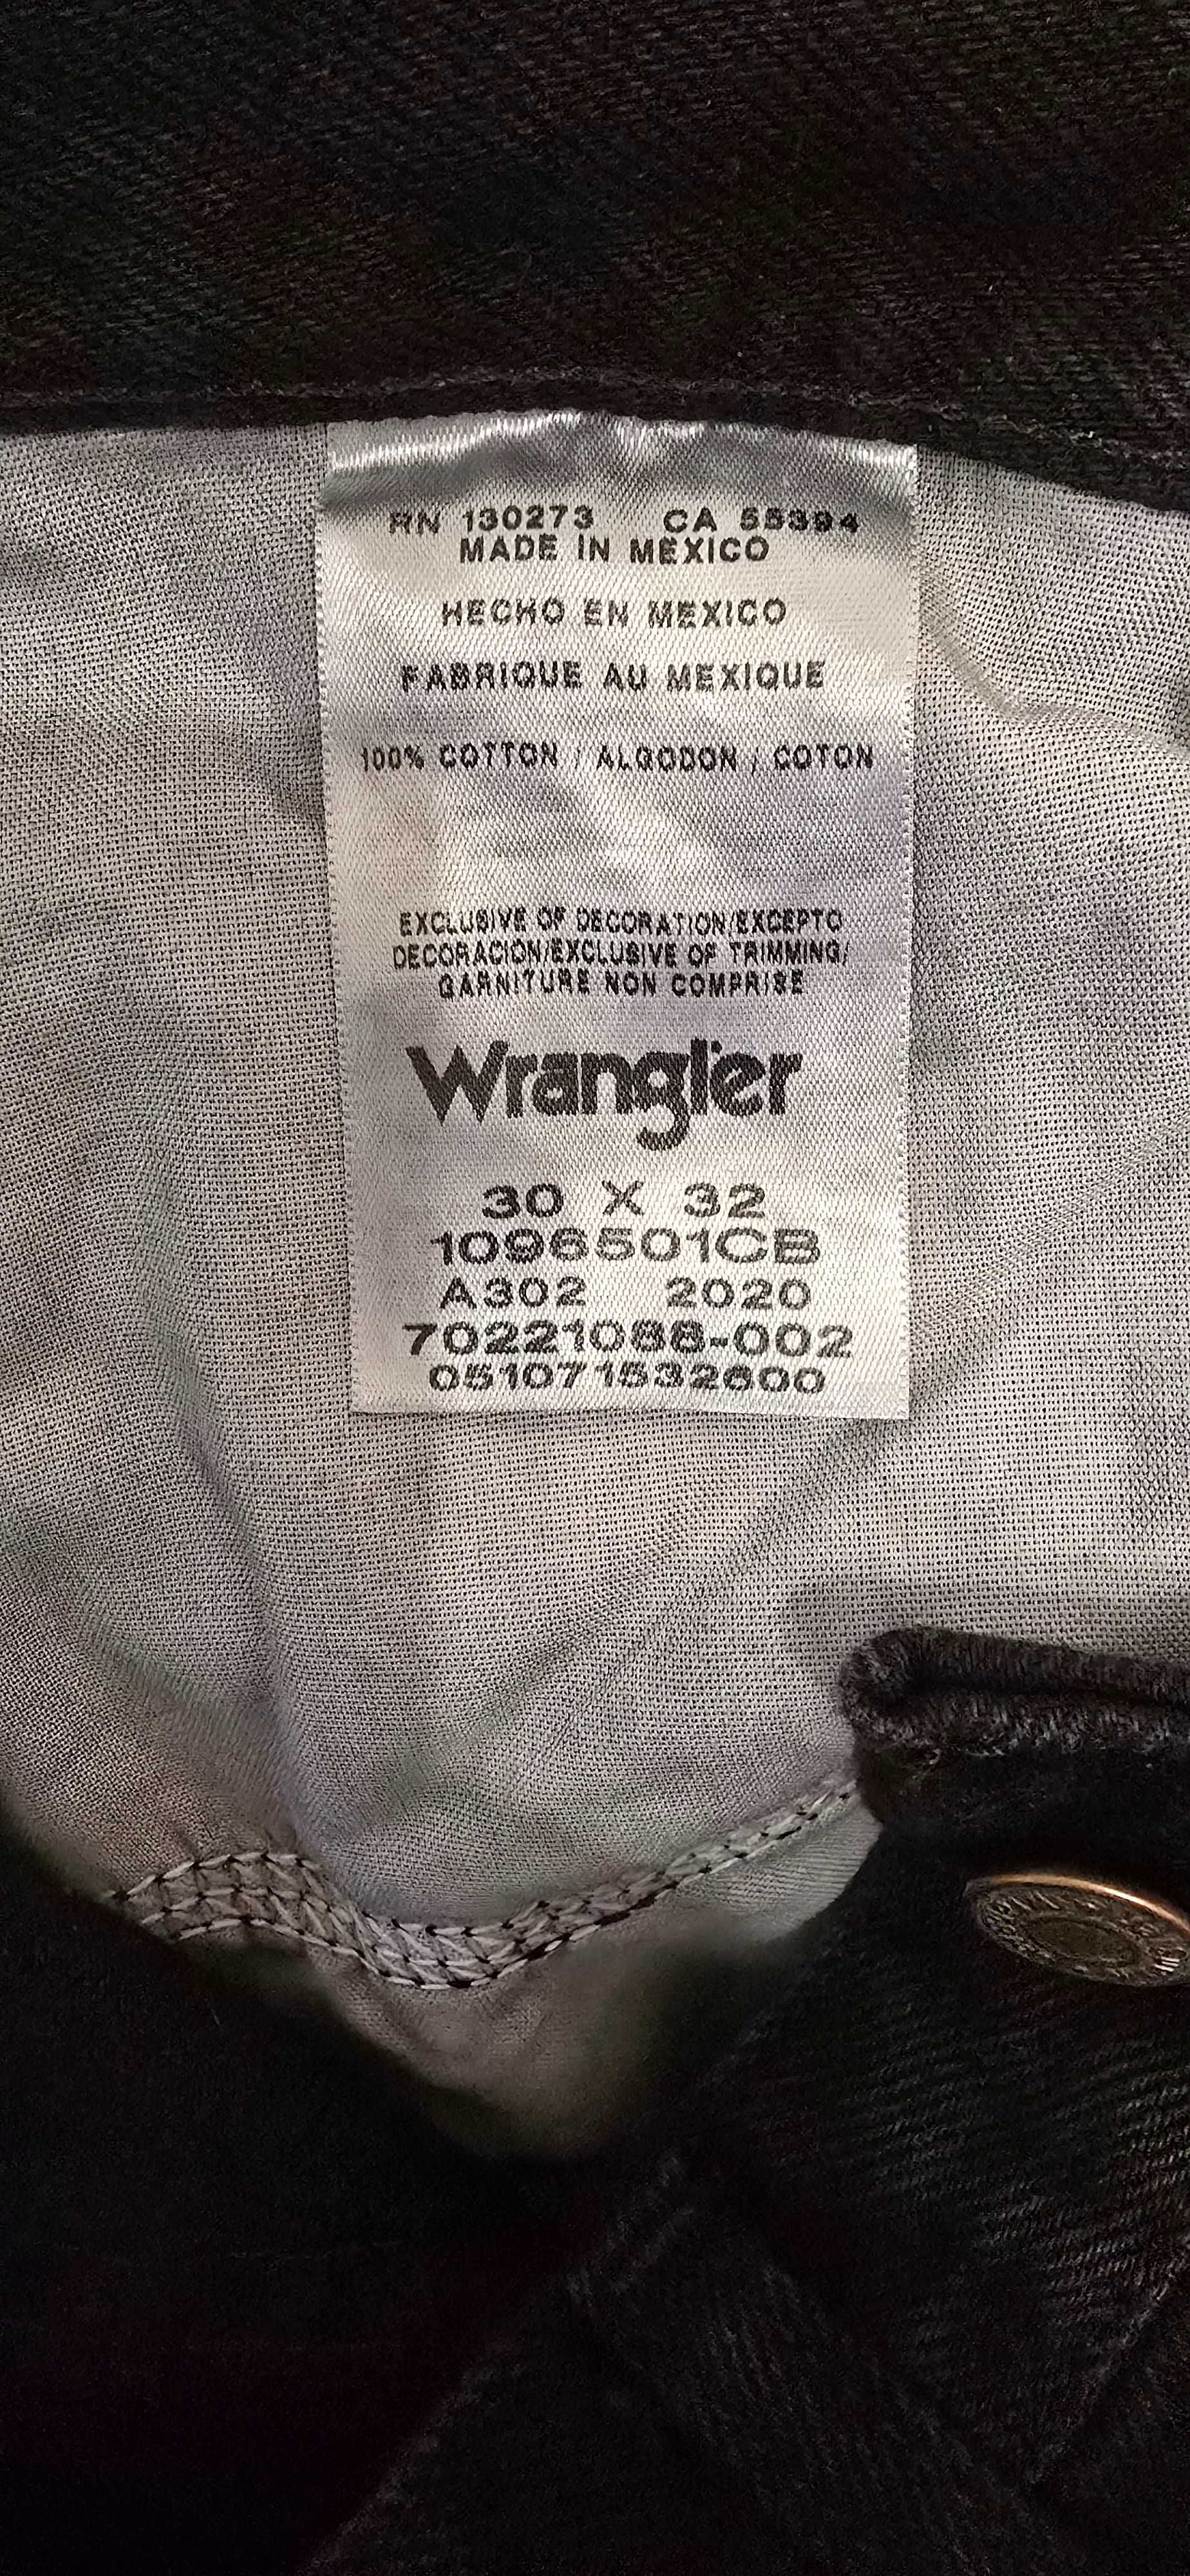 RN 130273 CA 55394
MADE IN MEXICO
HECHO EN MEXICO
FABRIQUE AU MEXIQUE
100% COTTON / ALGODON / COTON
EXCLUSIVE OF DECORATION/EXCEPTO
DECORACION/EXCLUSIVE OF TRIMMING/
GARNITURE NON COMPRISE
Wrangler
30 X 32
1096501CB
A302 2020
70221088-002
051071532600